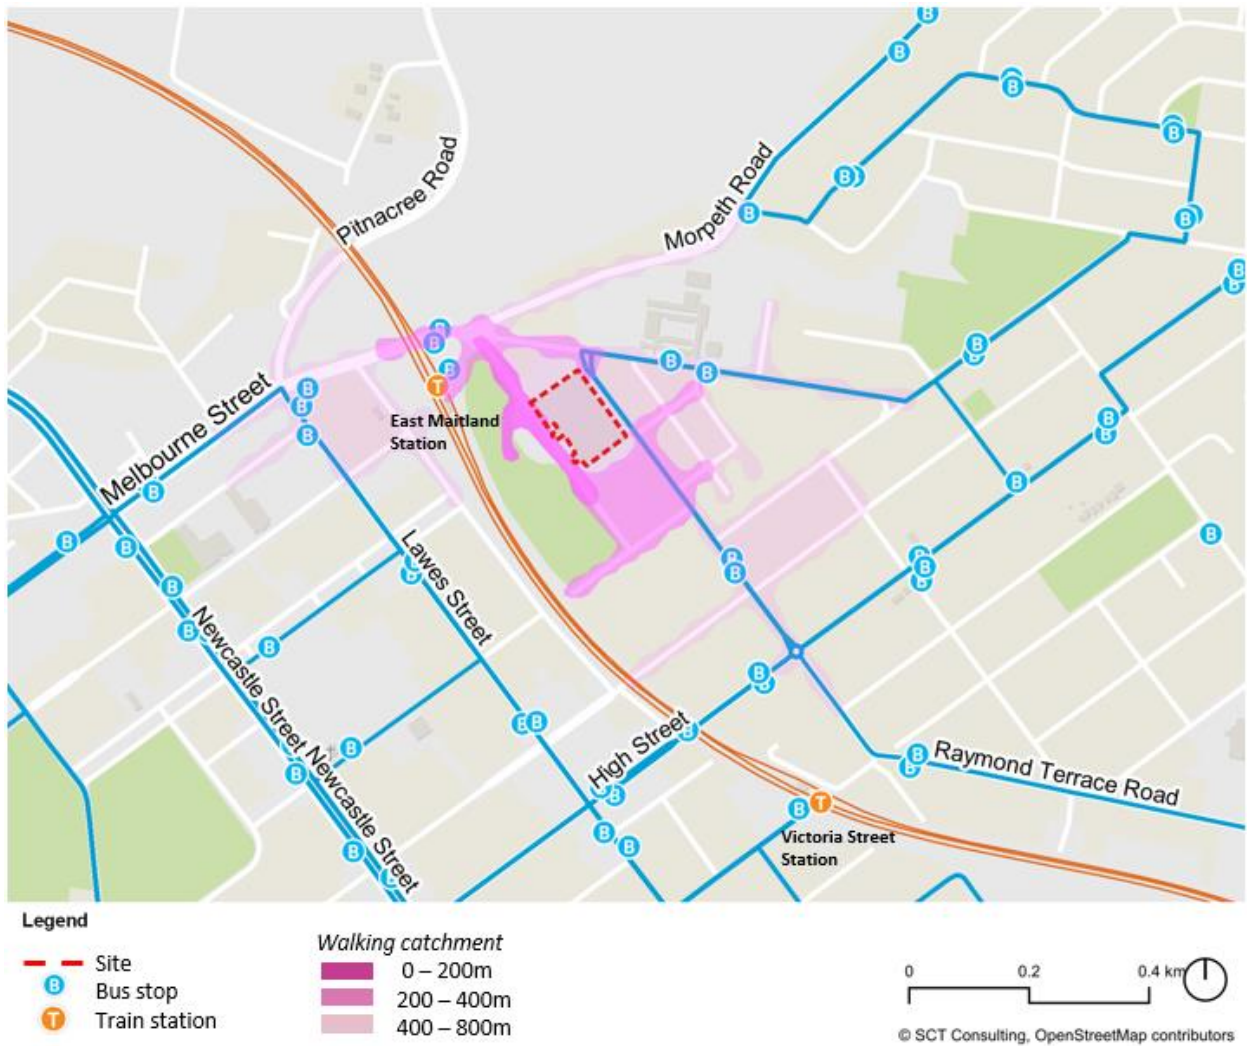 Pitnacree Road
Morpeth Road
Melbourne Street
East Maitland
Station
Lawes Street
Newcastle Street
Newcastle Street
High Street
Raymond Terrace Road
Victoria Street
Station
B
T
Legend
Site
B Bus stop
T Train station
Walking catchment
0 – 200m
200 – 400m
400 – 800m
0 0.2 0.4 km
© SCT Consulting, OpenStreetMap contributors